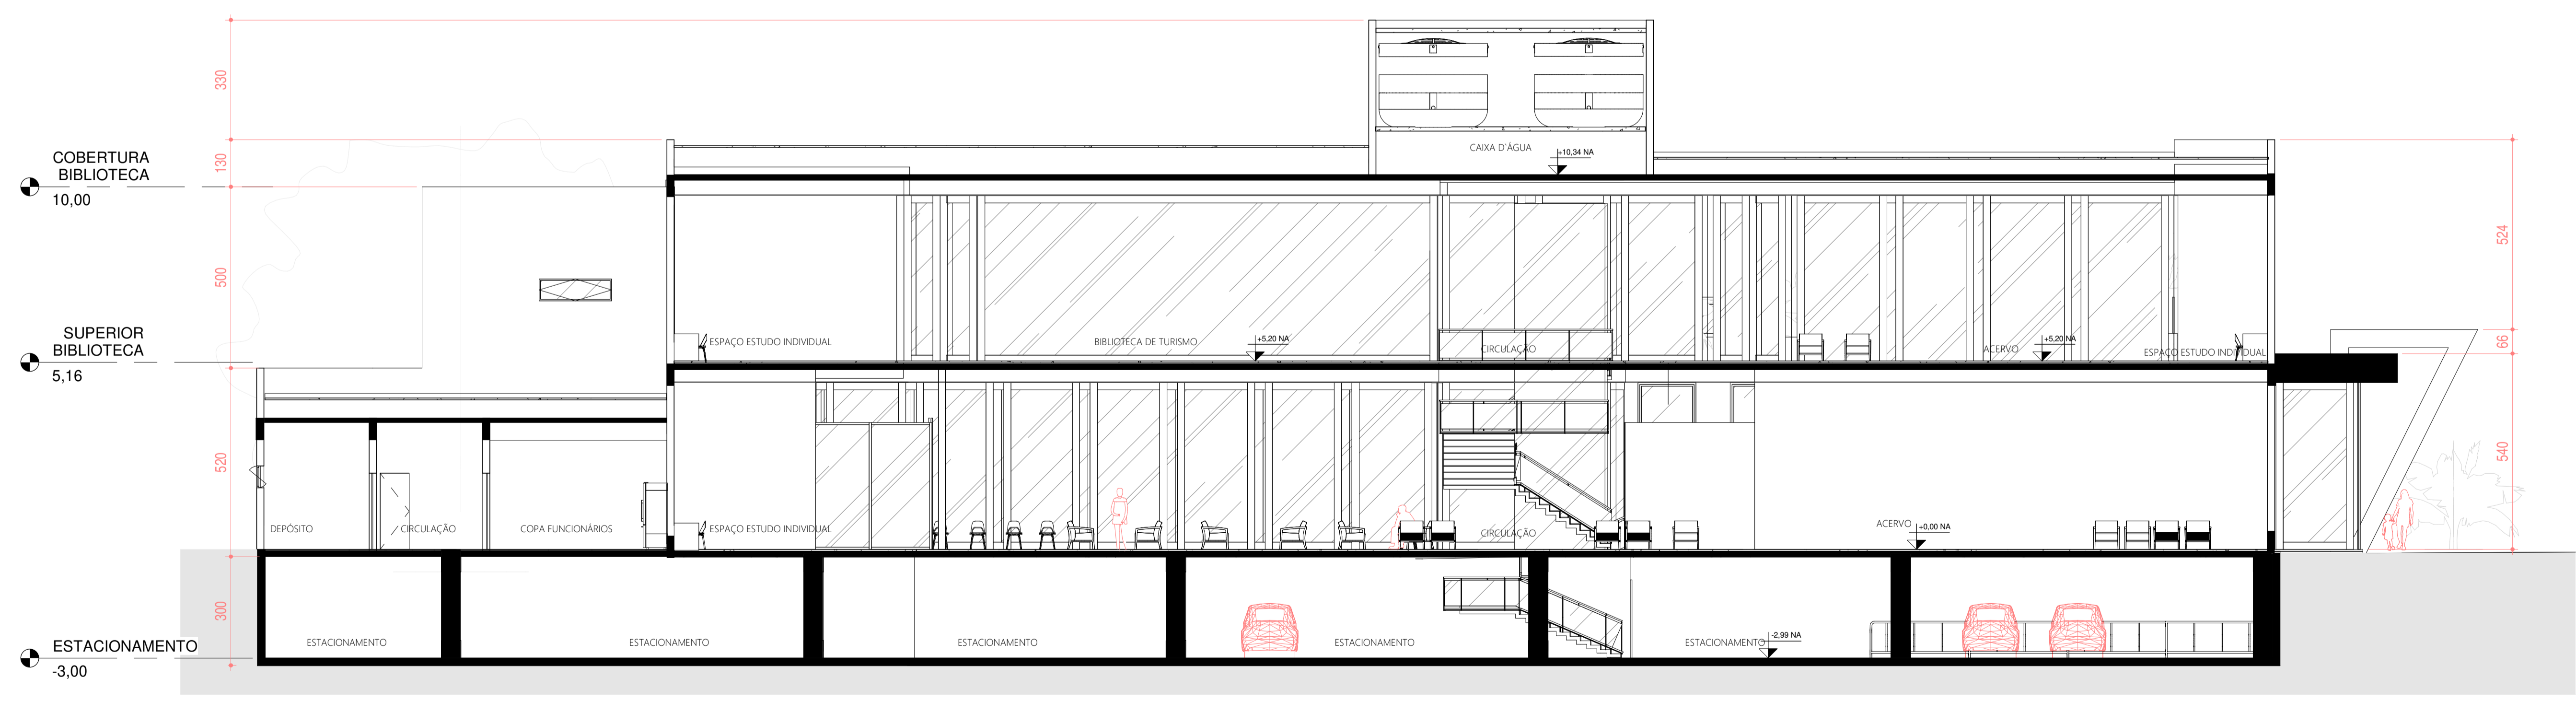 330
130
COBERTURA
BIBLIOTECA
10,00
CAIXA D'ÁGUA
+10,34 NA
500
524
SUPERIOR
BIBLIOTECA
5,16
ESPAÇO ESTUDO INDIVIDUAL
BIBLIOTECA DE TURISMO
+5,20 NA
CIRCULAÇÃO
ACERVO
+5,20 NA
ESPAÇO ESTUDO INDIVIDUAL
66
520
540
DEPÓSITO
CIRCULAÇÃO
COPA FUNCIONÁRIOS
ESPAÇO ESTUDO INDIVIDUAL
CIRCULAÇÃO
ACERVO
+0,00 NA
300
ESTACIONAMENTO
-3,00
ESTACIONAMENTO
ESTACIONAMENTO
ESTACIONAMENTO
ESTACIONAMENTO
ESTACIONAMENTO
-2,99 NA